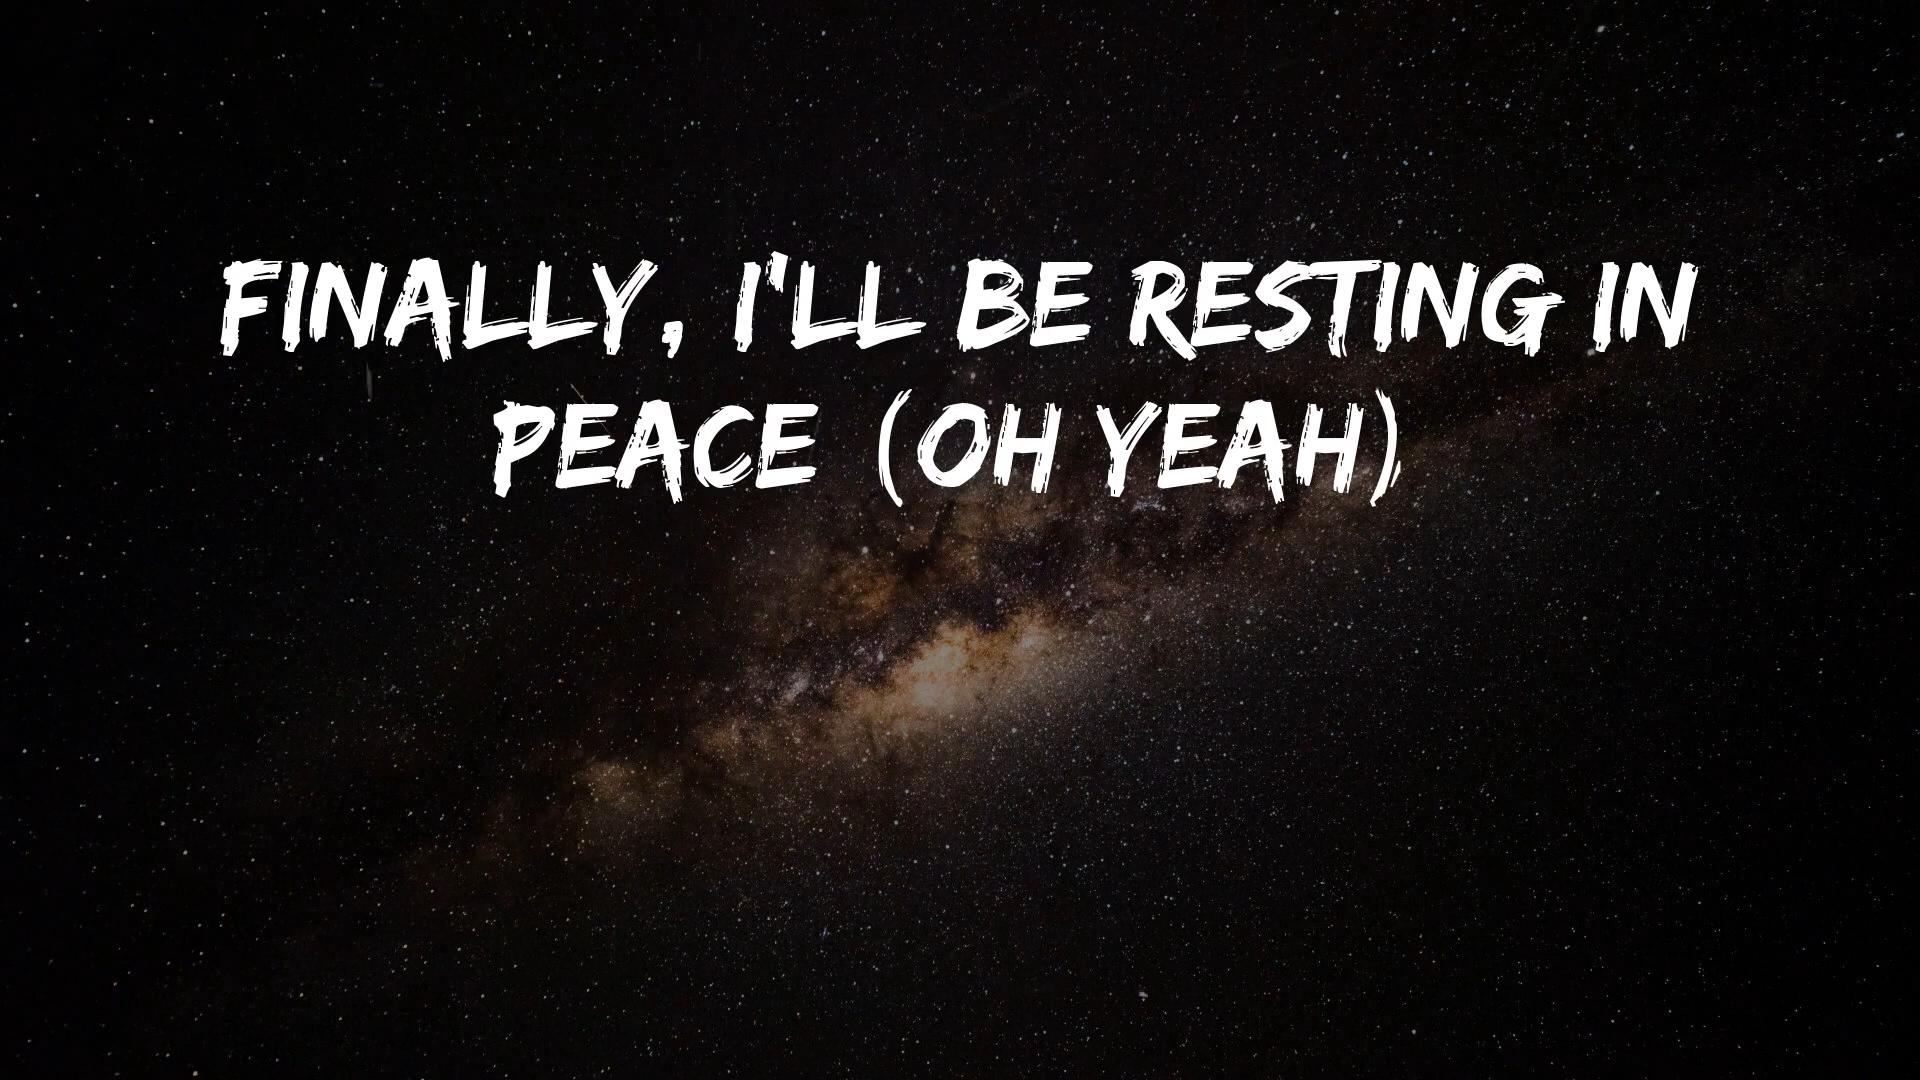 FINALLY, I'LL BE RESTING IN
PEACE (OH YEAH)